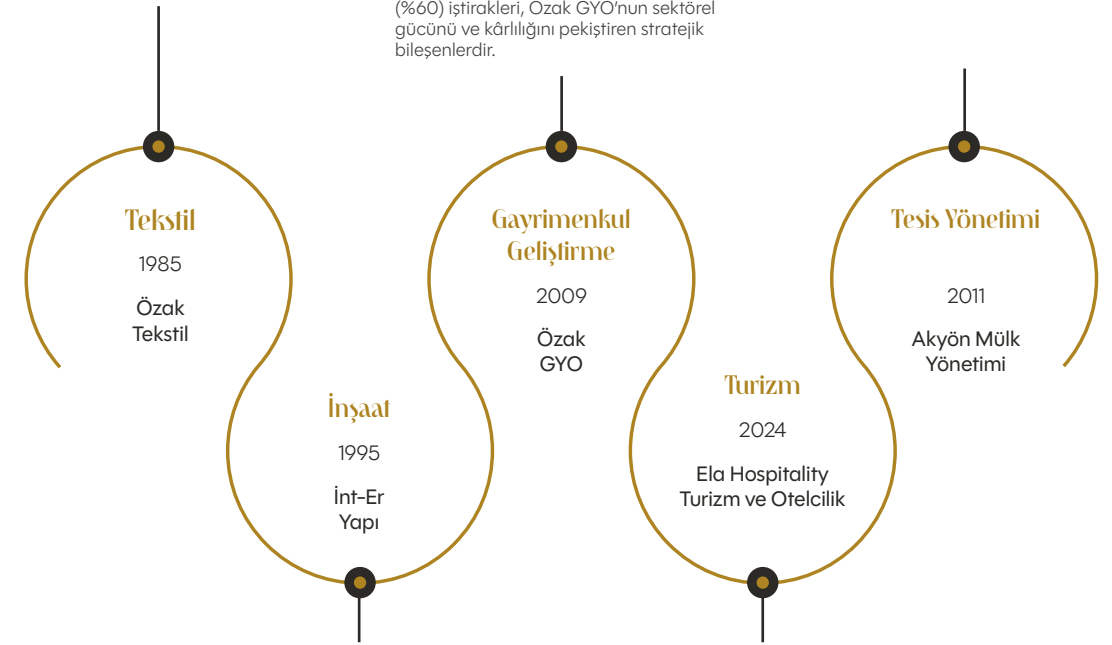 (%60) iştirakleri, Özak GYO’nun sektörel
gücünü ve kârlılığını pekiştiren stratejik
bileşenlerdir.
Tekstil
1985
Özak
Tekstil
İnşaat
1995
İnt-Er
Yapı
Gayrimenkul
Geliştirme
2009
Özak
GYO
Turizm
2024
Ela Hospitality
Turizm ve Otelcilik
Tesis Yönetimi
2011
Akyön Mülk
Yönetimi